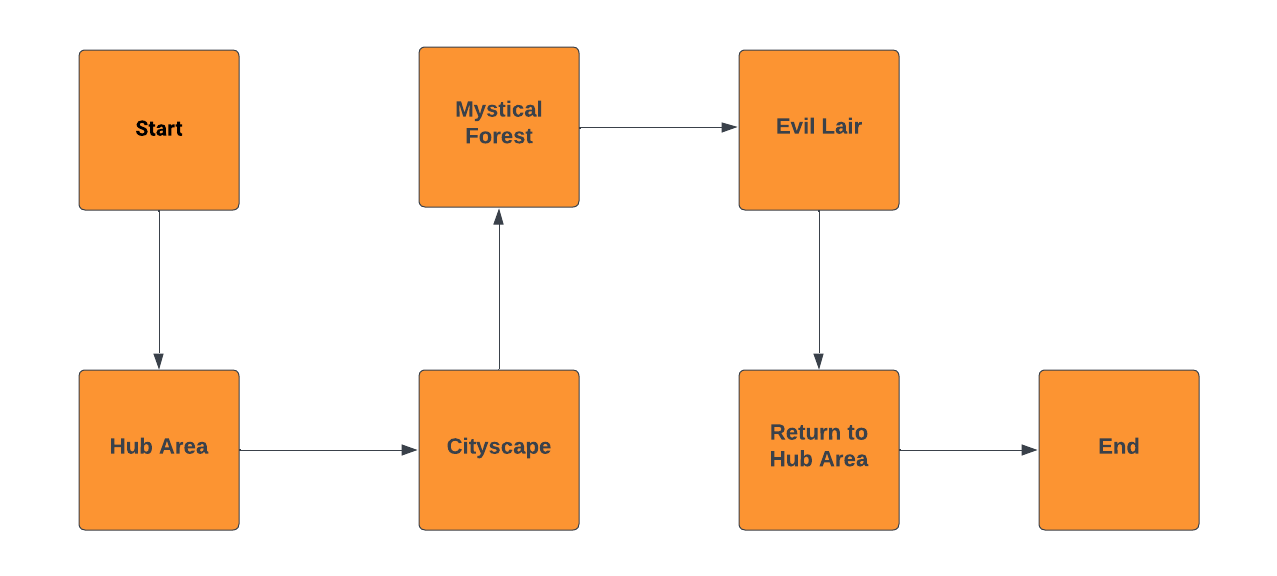 Start
Hub Area
Cityscape
Mystical
Forest
Evil Lair
Return to
Hub Area
End